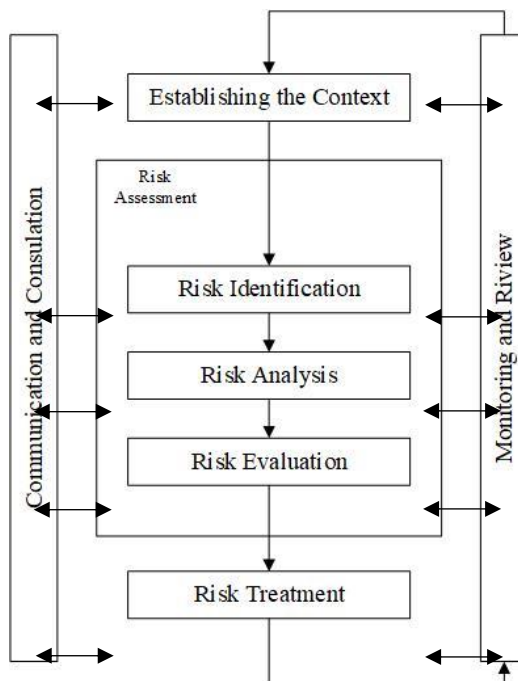 Establishing the Context
Risk
Assessment
Risk Identification
Risk Analysis
Risk Evaluation
Risk Treatment
Communication and Consulation
Monitoring and Riview